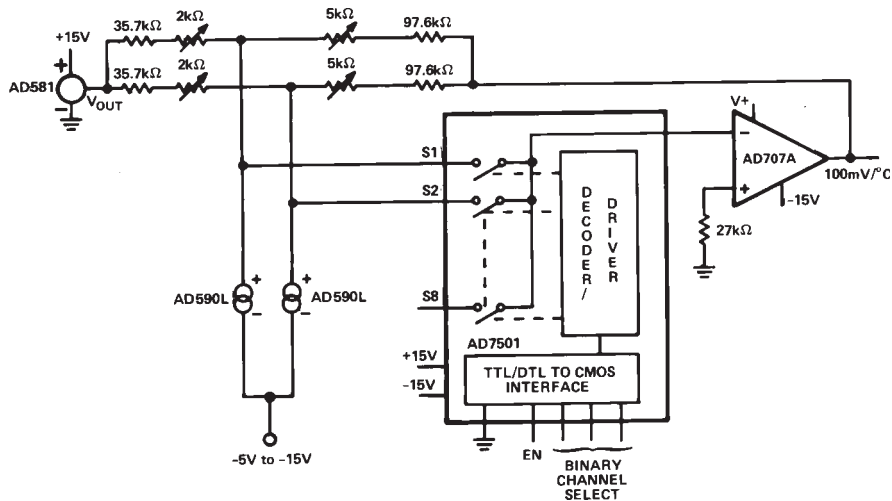 +15V
35.7kΩ
2kΩ
5kΩ
97.6kΩ
+
AD581
–
VOUT
35.7kΩ
2kΩ
5kΩ
97.6kΩ
S1
S2
S8
DECODER/
DRIVER
V+
–
AD707A
+
–15V
100mV/°C
27kΩ
+
AD590L
–
+
AD590L
–
AD7501
+15V
–15V
TTL/DTL TO CMOS
INTERFACE
–5V to –15V
EN
BINARY
CHANNEL
SELECT